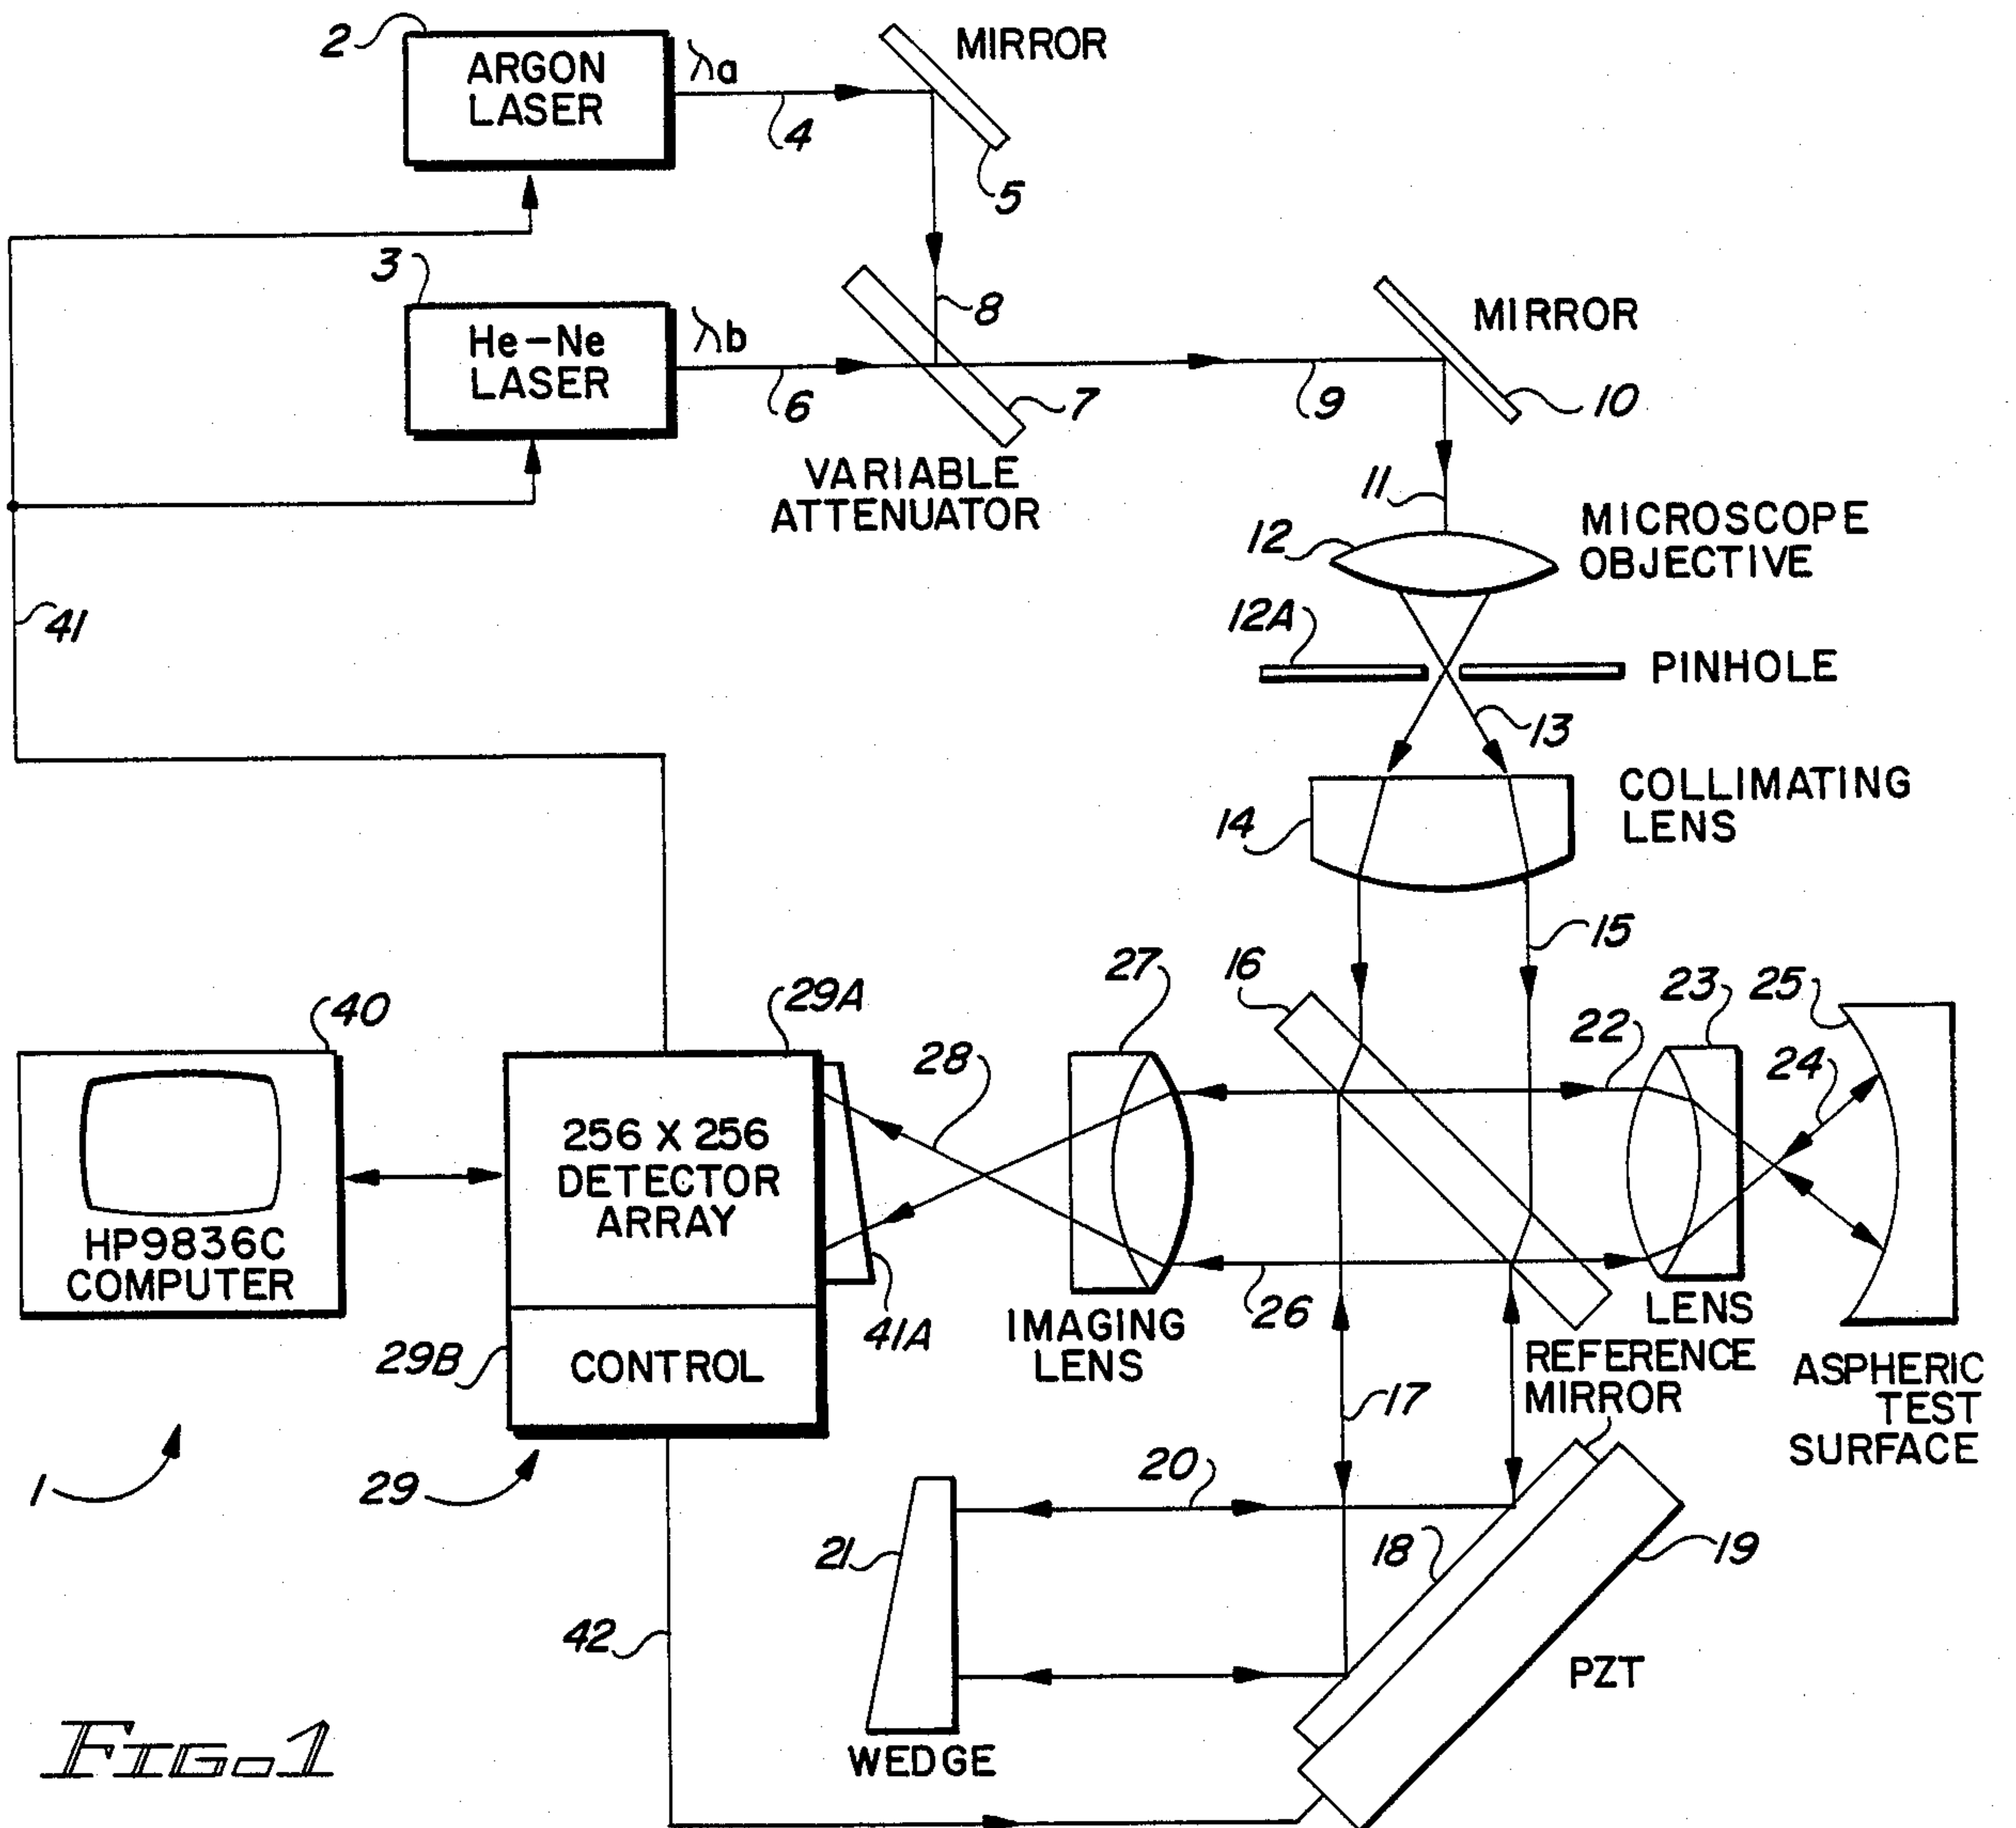 2
ARGON
LASER
λa
4
MIRROR
5
3
He-Ne
LASER
λb
6
8
7
VARIABLE
ATTENUATOR
9
MIRROR
10
11
12
MICROSCOPE
OBJECTIVE
12A
PINHOLE
13
41
14
COLLIMATING
LENS
15
16
27
29A
40
28
22
23
25
24
256 X 256
DETECTOR
ARRAY
HP9836C
COMPUTER
41A
29B
CONTROL
IMAGING
LENS
26
LENS
REFERENCE
MIRROR
ASPHERIC
TEST
SURFACE
17
1
29
20
21
18
19
42
PZT
WEDGE
FIG. 1